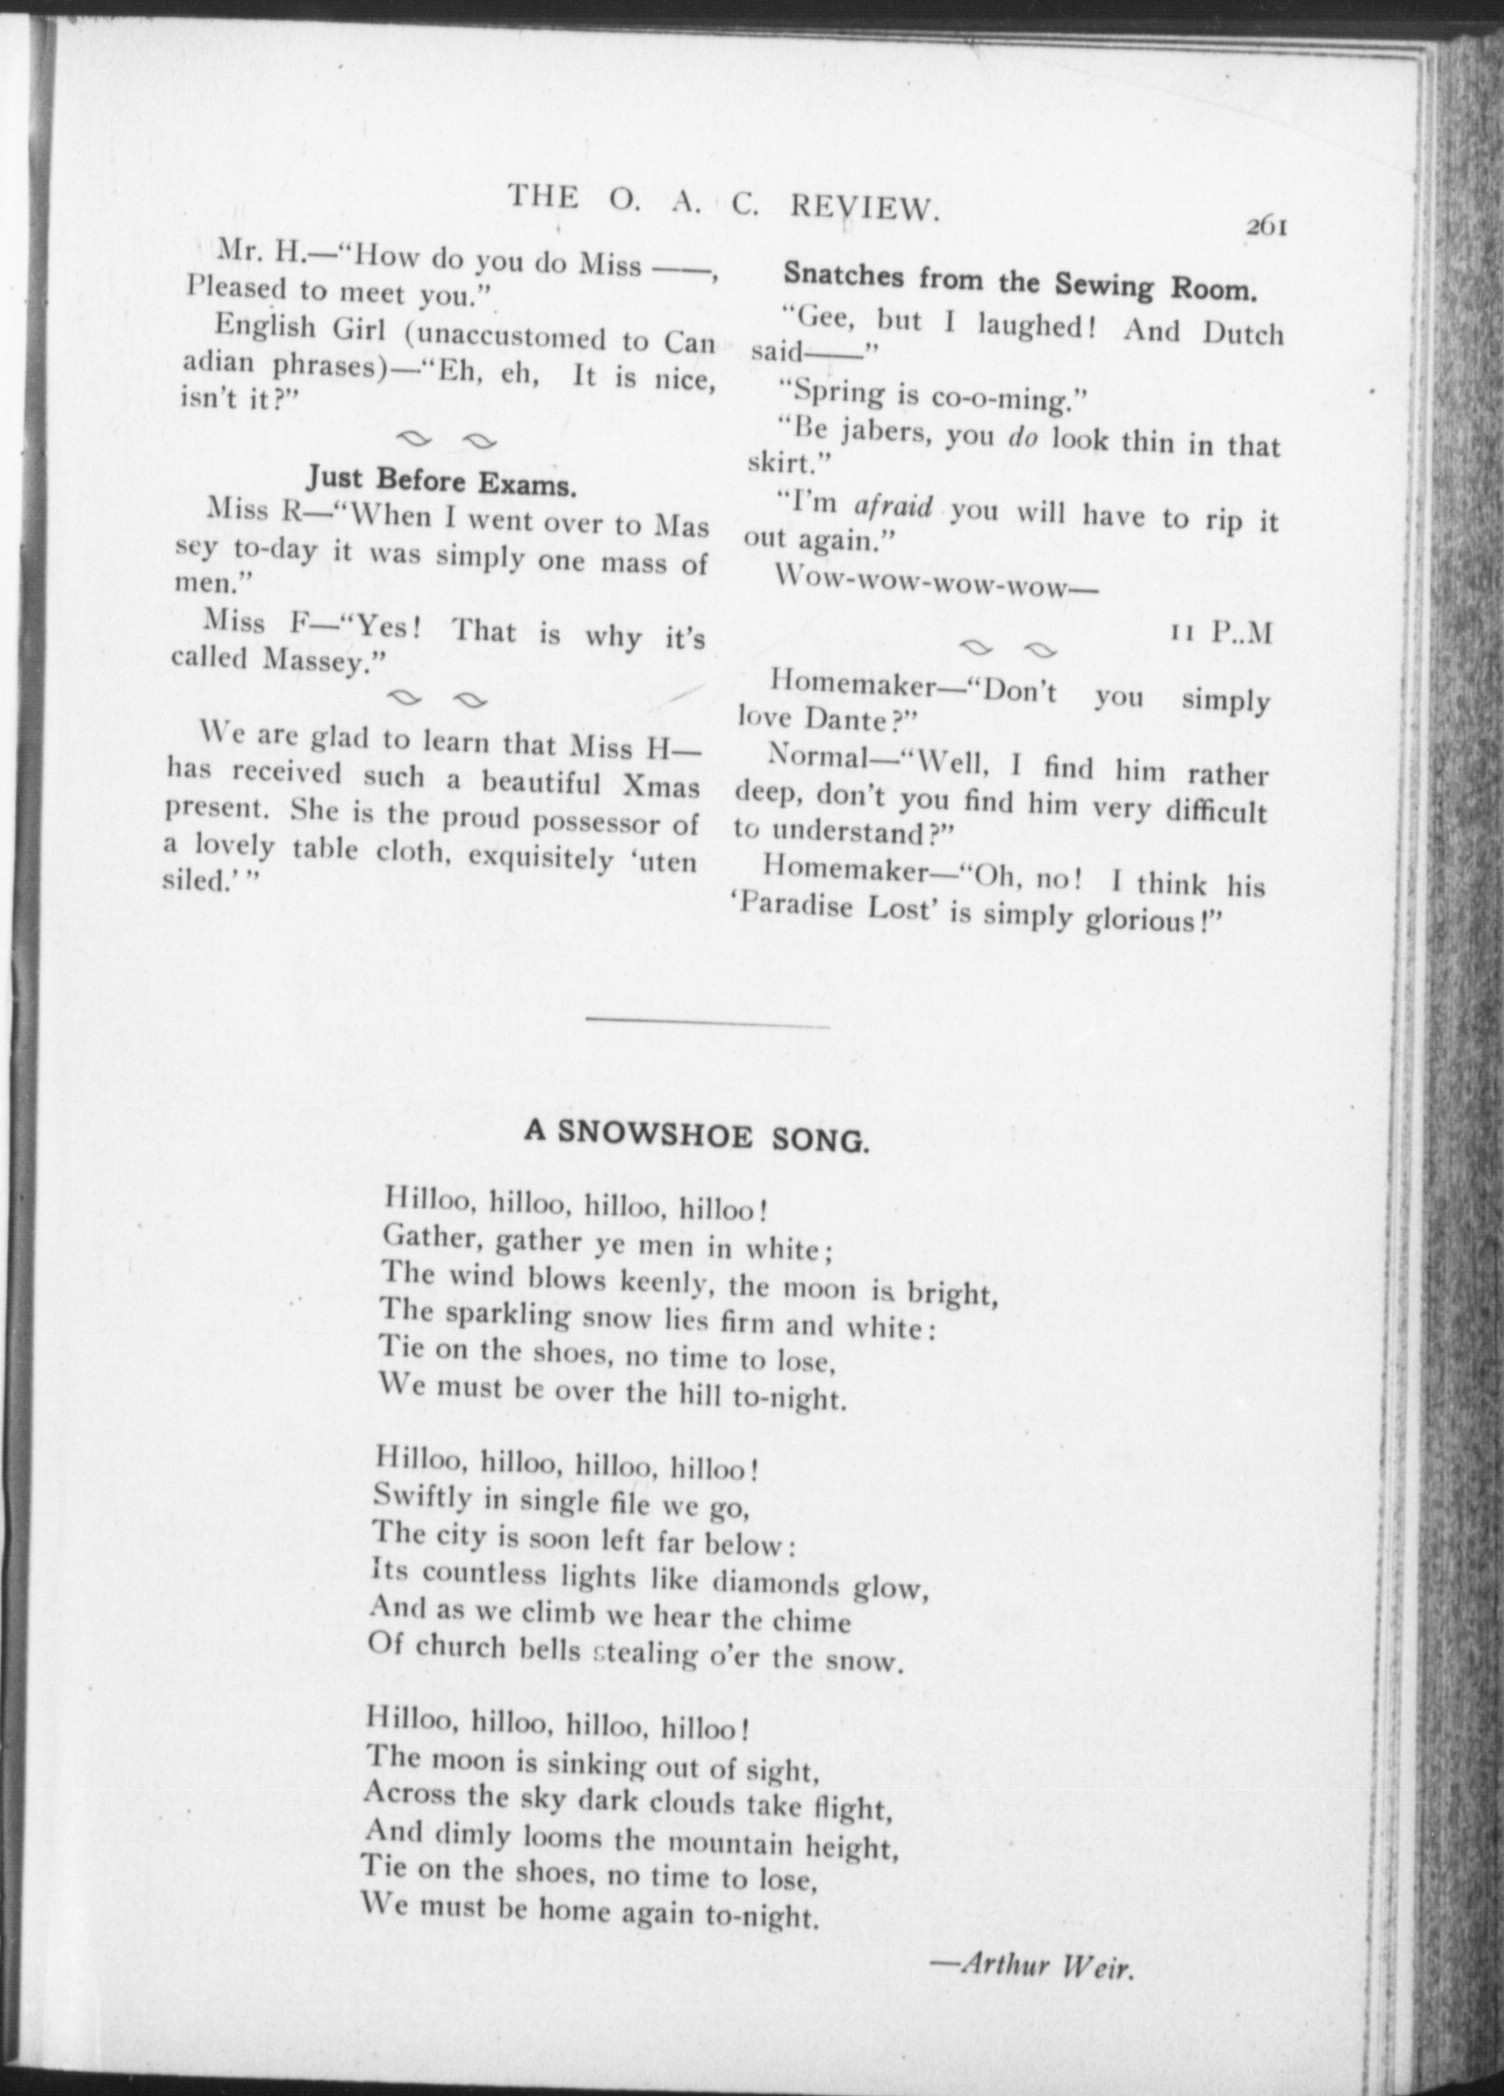 THE O. A. C. REVIEW.
261
Mr. H.—“How do you do Miss ——,
Pleased to meet you.”
English Girl (unaccustomed to Can
adian phrases)—“Eh, eh, It is nice,
isn't it?”
Just Before Exams.
Miss R—“When I went over to Mas
sey to-day it was simply one mass of
men.”
Miss F—“Yes! That is why it's
called Massey.”
We are glad to learn that Miss H—
has received such a beautiful Xmas
present. She is the proud possessor of
a lovely table cloth, exquisitely ‘uten
siled.’ ”
Snatches from the Sewing Room.
“Gee, but I laughed! And Dutch
said——”
“Spring is co-o-ming.”
“Be jabers, you do look thin in that
skirt.”
“I'm afraid you will have to rip it
out again.”
Wow-wow-wow-wow—
11 P..M
Homemaker—“Don't you simply
love Dante?”
Normal—“Well, I find him rather
deep, don't you find him very difficult
to understand?”
Homemaker—“Oh, no! I think his
‘Paradise Lost’ is simply glorious!”
A SNOWSHOE SONG.
Hilloo, hilloo, hilloo, hilloo!
Gather, gather ye men in white;
The wind blows keenly, the moon is bright,
The sparkling snow lies firm and white:
Tie on the shoes, no time to lose,
We must be over the hill to-night.
Hilloo, hilloo, hilloo, hilloo!
Swiftly in single file we go,
The city is soon left far below:
Its countless lights like diamonds glow,
And as we climb we hear the chime
Of church bells stealing o'er the snow.
Hilloo, hilloo, hilloo, hilloo!
The moon is sinking out of sight,
Across the sky dark clouds take flight,
And dimly looms the mountain height,
Tie on the shoes, no time to lose,
We must be home again to-night.
—Arthur Weir.